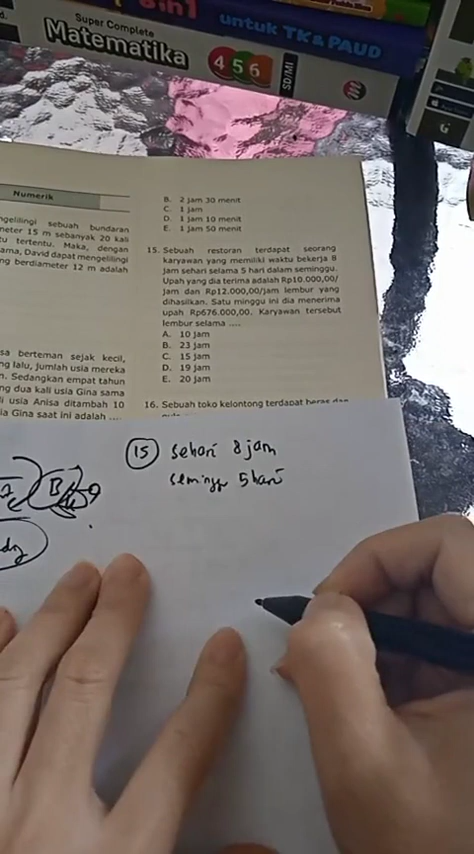 8in1
untuk TK & PAUD
Super Complete
Matematika
4 5 6
SD/MI
Numerik
ngelilingi sebuah bundaran
meter 15 m sebanyak 20 kali
tu tertentu. Maka, dengan
ama, David dapat mengelilingi
ng berdiameter 12 m adalah
sa berteman sejak kecil,
ng lalu, jumlah usia mereka
n. Sedangkan empat tahun
ng dua kali usia Gina sama
li usia Anisa ditambah 10
ia Gina saat ini adalah ....
B. 2 jam 30 menit
C. 1 jam
D. 1 jam 10 menit
E. 1 jam 50 menit
15. Sebuah restoran terdapat seorang
karyawan yang memiliki waktu bekerja 8
jam sehari selama 5 hari dalam seminggu.
Upah yang dia terima adalah Rp10.000,00/
jam dan Rp12.000,00/jam lembur yang
dihasilkan. Satu minggu ini dia menerima
upah Rp676.000,00. Karyawan tersebut
lembur selama ....
A. 10 jam
B. 23 jam
C. 15 jam
D. 19 jam
E. 20 jam
16. Sebuah toko kelontong terdapat beras dan
15 sehari 8 jam
seminggu 5 hari